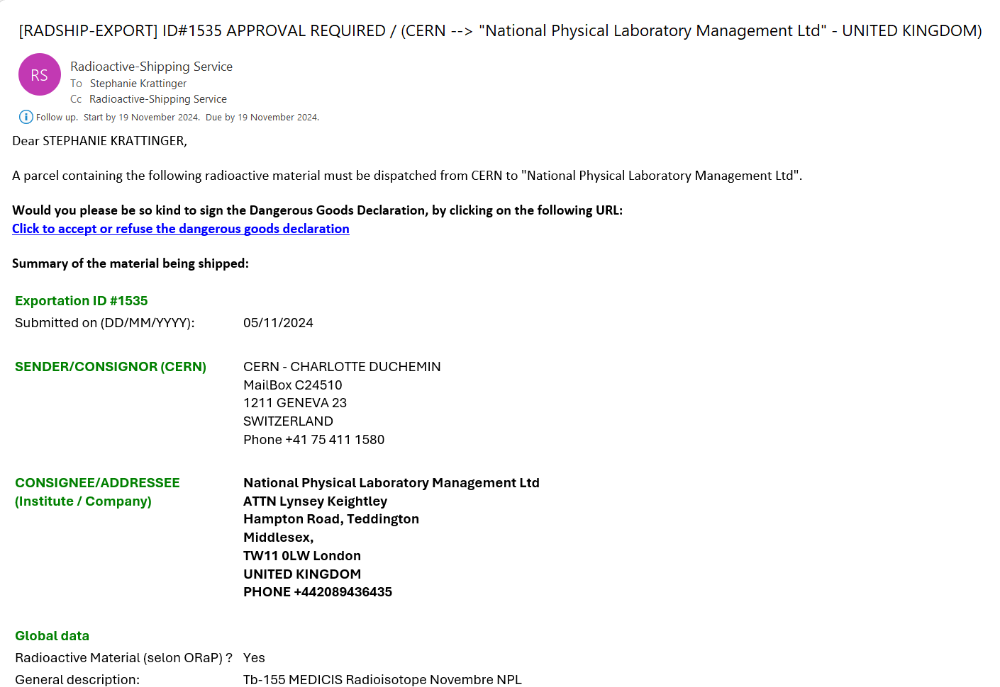 [RADSHIP-EXPORT] ID#1535 APPROVAL REQUIRED / (CERN --> "National Physical Laboratory Management Ltd" - UNITED KINGDOM)
RS
Radioactive-Shipping Service
To Stephanie Krattinger
Cc Radioactive-Shipping Service
Follow up. Start by 19 November 2024. Due by 19 November 2024.
Dear STEPHANIE KRATTINGER,
A parcel containing the following radioactive material must be dispatched from CERN to "National Physical Laboratory Management Ltd".
Would you please be so kind to sign the Dangerous Goods Declaration, by clicking on the following URL:
Click to accept or refuse the dangerous goods declaration
Summary of the material being shipped:
Exportation ID #1535
Submitted on (DD/MM/YYYY): 05/11/2024
SENDER/CONSIGNOR (CERN) CERN - CHARLOTTE DUCHEMIN
MailBox C24510
1211 GENEVA 23
SWITZERLAND
Phone +41 75 411 1580
CONSIGNEE/ADDRESSEE National Physical Laboratory Management Ltd
(Institute / Company) ATTN Lynsey Keightley
Hampton Road, Teddington
Middlesex,
TW11 0LW London
UNITED KINGDOM
PHONE +442089436435
Global data
Radioactive Material (selon ORaP) ? Yes
General description: Tb-155 MEDICIS Radioisotope Novembre NPL